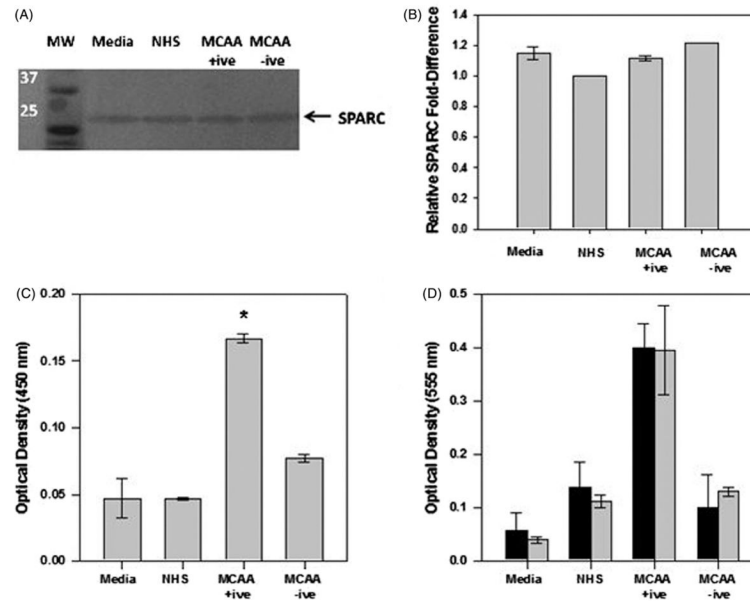 (A)
MW Media NHS MCAA +ive MCAA -ive
37
25
SPARC
(B)
Relative SPARC Fold-Difference
1.4
1.2
1.0
0.8
0.6
0.4
0.2
0.0
Media NHS MCAA +ive MCAA -ive
(C)
Optical Density (450 nm)
0.20
0.15
0.10
0.05
0.00
*
Media NHS MCAA +ive MCAA -ive
(D)
Optical Density (555 nm)
0.5
0.4
0.3
0.2
0.1
0.0
Media NHS MCAA +ive MCAA -ive